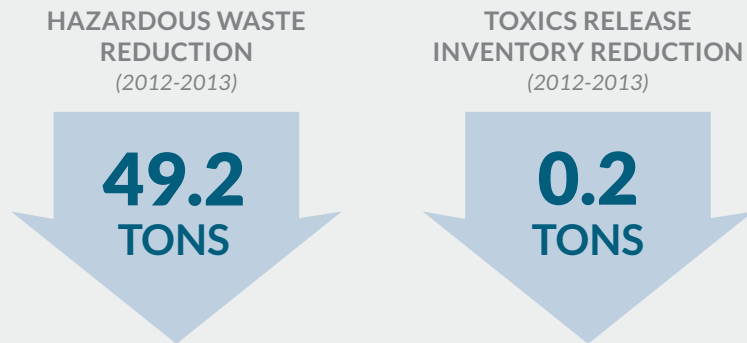 HAZARDOUS WASTE
REDUCTION
(2012-2013)
49.2
TONS
TOXICS RELEASE
INVENTORY REDUCTION
(2012-2013)
0.2
TONS